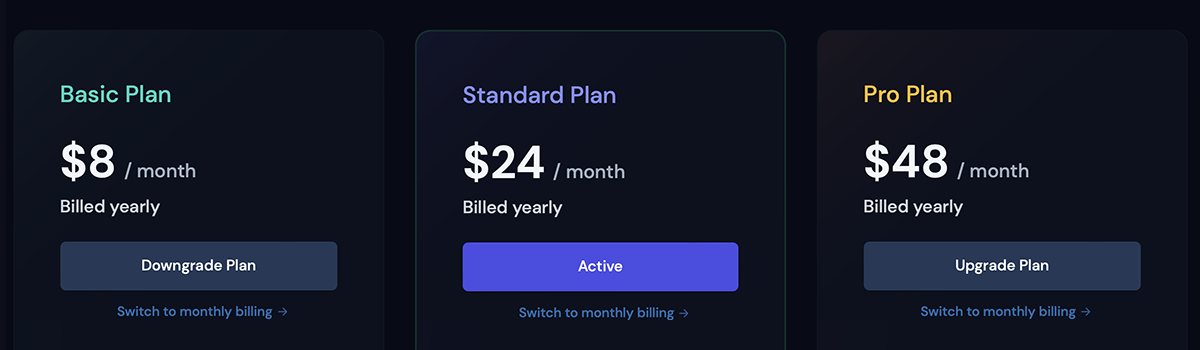 Basic Plan
$8 / month
Billed yearly
Downgrade Plan
Switch to monthly billing →
Standard Plan
$24 / month
Billed yearly
Active
Switch to monthly billing →
Pro Plan
$48 / month
Billed yearly
Upgrade Plan
Switch to monthly billing →